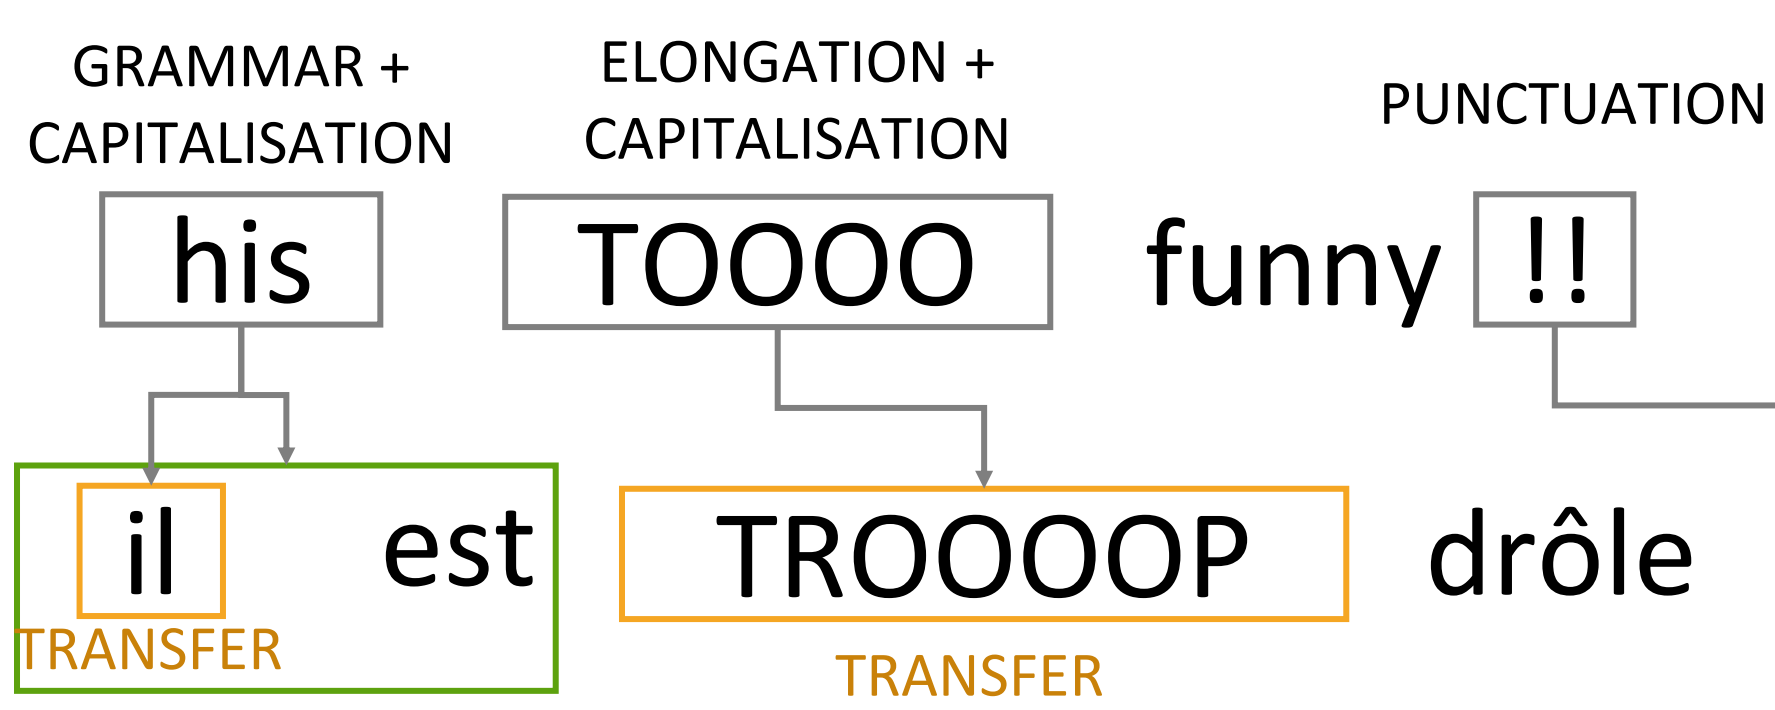 GRAMMAR +
CAPITALISATION
ELONGATION +
CAPITALISATION
PUNCTUATION
his TOOOO funny !!
il est TROOOOP drôle
TRANSFER
TRANSFER